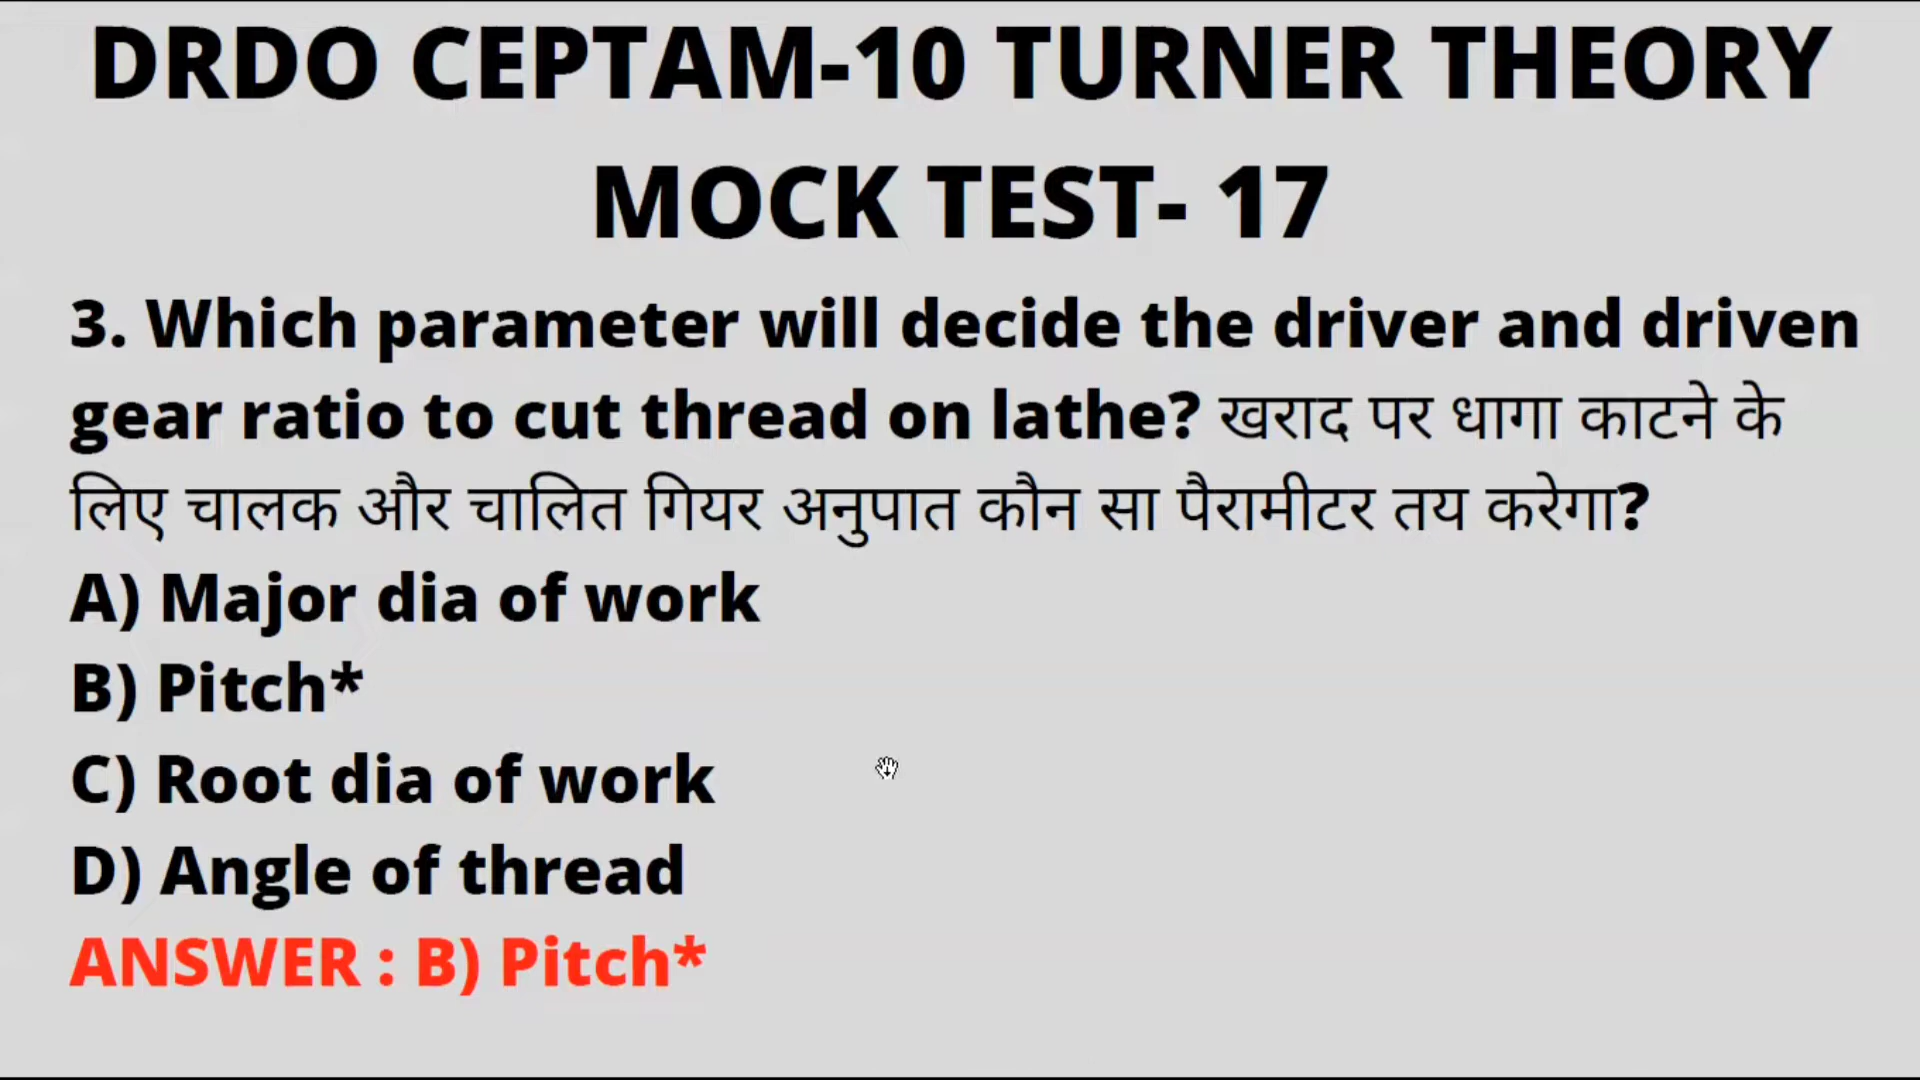 DRDO CEPTAM-10 TURNER THEORY
MOCK TEST- 17
3. Which parameter will decide the driver and driven
gear ratio to cut thread on lathe? खराद पर धागा काटने के
लिए चालक और चालित गियर अनुपात कौन सा पैरामीटर तय करेगा?
A) Major dia of work
B) Pitch*
C) Root dia of work
D) Angle of thread
ANSWER : B) Pitch*